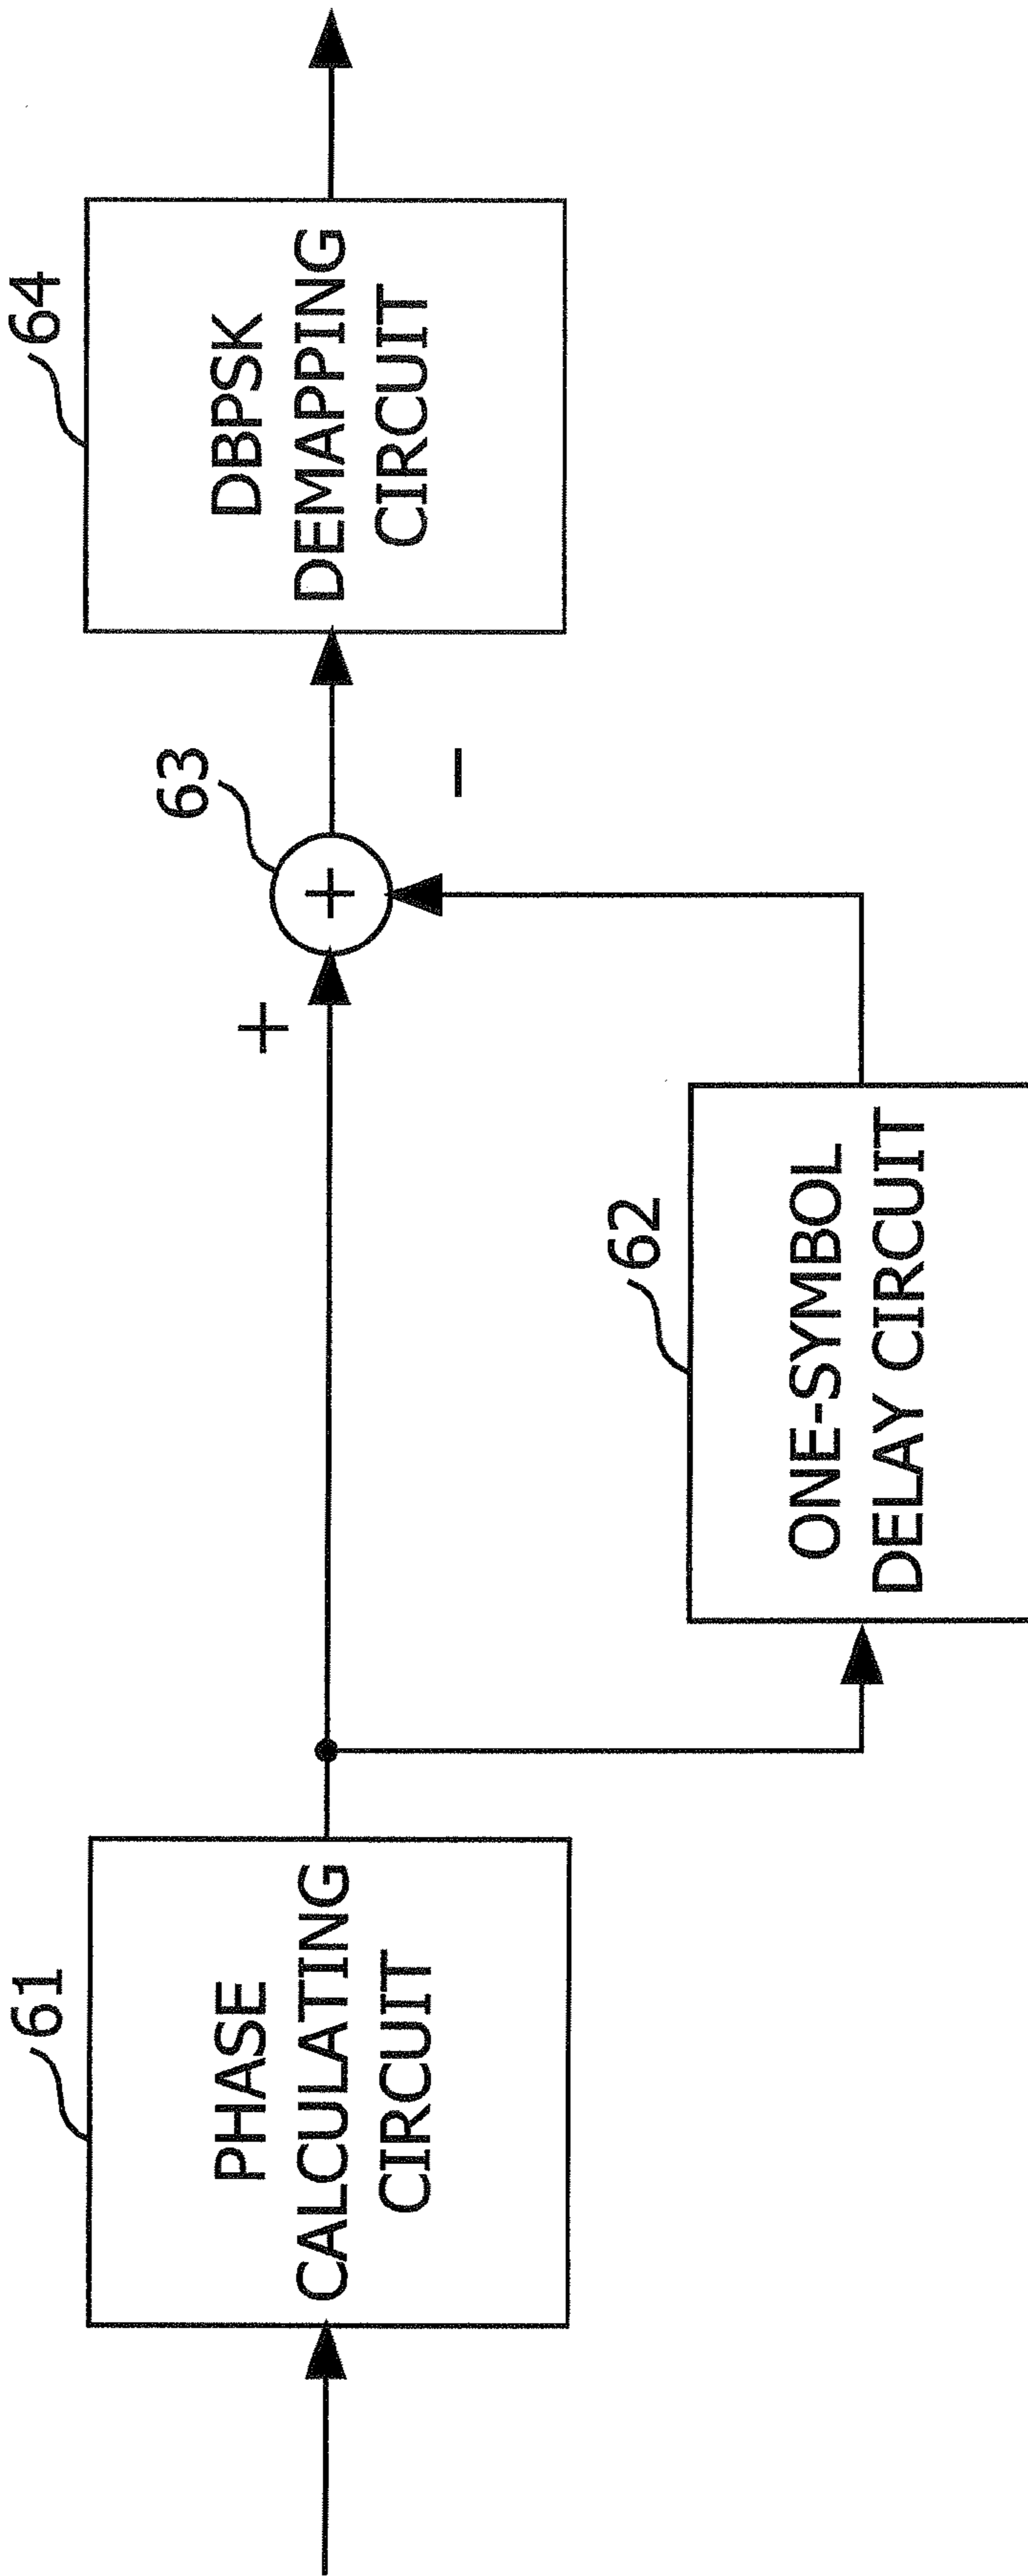 61
PHASE
CALCULATING
CIRCUIT
62
ONE-SYMBOL
DELAY CIRCUIT
+
63
+
−
64
DBPSK
DEMAPPING
CIRCUIT